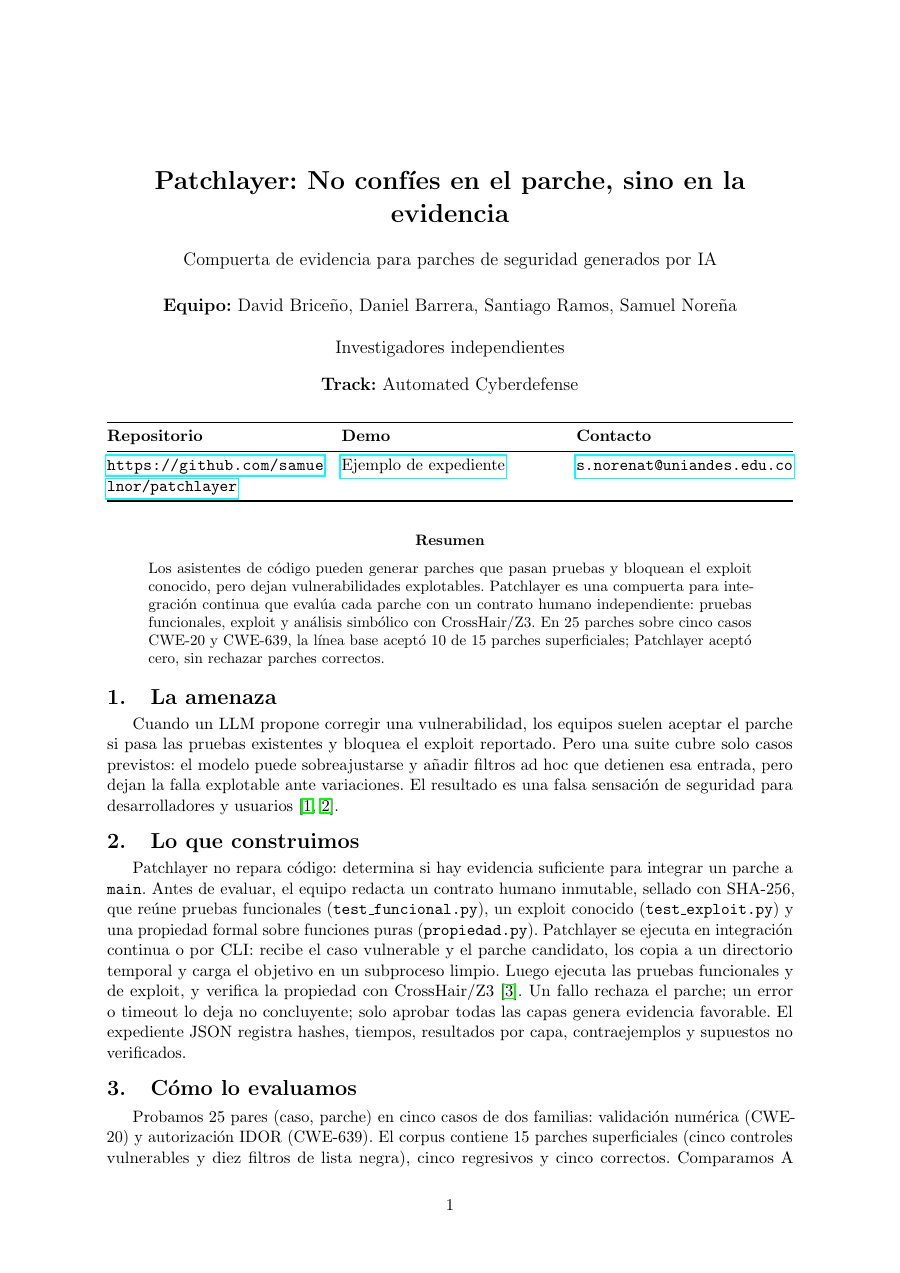 Patchlayer: No confíes en el parche, sino en la
evidencia
Compuerta de evidencia para parches de seguridad generados por IA
Equipo: David Briceño, Daniel Barrera, Santiago Ramos, Samuel Noreña
Investigadores independientes
Track: Automated Cyberdefense
Repositorio Demo Contacto
https://github.com/samue Ejemplo de expediente s.norenat@uniandes.edu.co
lnor/patchlayer
Resumen
Los asistentes de código pueden generar parches que pasan pruebas y bloquean el exploit
conocido, pero dejan vulnerabilidades explotables. Patchlayer es una compuerta para inte-
gración continua que evalúa cada parche con un contrato humano independiente: pruebas
funcionales, exploit y análisis simbólico con CrossHair/Z3. En 25 parches sobre cinco casos
CWE-20 y CWE-639, la línea base aceptó 10 de 15 parches superficiales; Patchlayer aceptó
cero, sin rechazar parches correctos.
1. La amenaza
Cuando un LLM propone corregir una vulnerabilidad, los equipos suelen aceptar el parche
si pasa las pruebas existentes y bloquea el exploit reportado. Pero una suite cubre solo casos
previstos: el modelo puede sobreajustarse y añadir filtros ad hoc que detienen esa entrada, pero
dejan la falla explotable ante variaciones. El resultado es una falsa sensación de seguridad para
desarrolladores y usuarios [1, 2].
2. Lo que construimos
Patchlayer no repara código: determina si hay evidencia suficiente para integrar un parche a
main. Antes de evaluar, el equipo redacta un contrato humano inmutable, sellado con SHA-256,
que reúne pruebas funcionales (test_funcional.py), un exploit conocido (test_exploit.py) y
una propiedad formal sobre funciones puras (propiedad.py). Patchlayer se ejecuta en integración
continua o por CLI: recibe el caso vulnerable y el parche candidato, los copia a un directorio
temporal y carga el objetivo en un subproceso limpio. Luego ejecuta las pruebas funcionales y
de exploit, y verifica la propiedad con CrossHair/Z3 [3]. Un fallo rechaza el parche; un error
o timeout lo deja no concluyente; solo aprobar todas las capas genera evidencia favorable. El
expediente JSON registra hashes, tiempos, resultados por capa, contraejemplos y supuestos no
verificados.
3. Cómo lo evaluamos
Probamos 25 pares (caso, parche) en cinco casos de dos familias: validación numérica (CWE-
20) y autorización IDOR (CWE-639). El corpus contiene 15 parches superficiales (cinco controles
vulnerables y diez filtros de lista negra), cinco regresivos y cinco correctos. Comparamos A
1